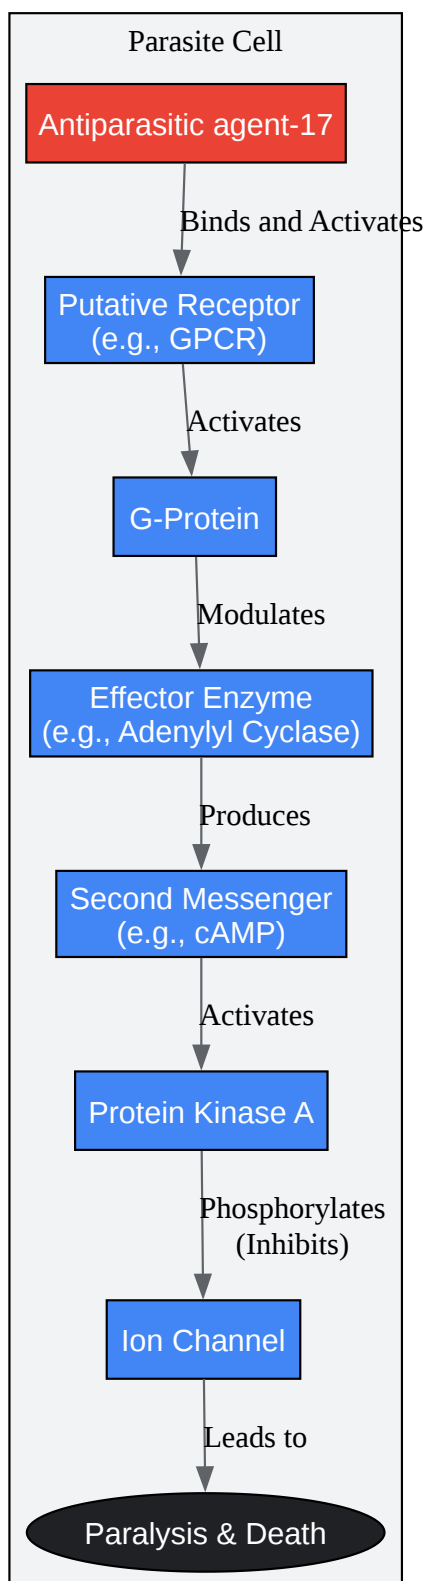 Parasite Cell
Antiparasitic agent-17
Binds and Activates
Putative Receptor
(e.g., GPCR)
Activates
G-Protein
Modulates
Effector Enzyme
(e.g., Adenylyl Cyclase)
Produces
Second Messenger
(e.g., cAMP)
Activates
Protein Kinase A
Phosphorylates
(Inhibits)
Ion Channel
Leads to
Paralysis & Death